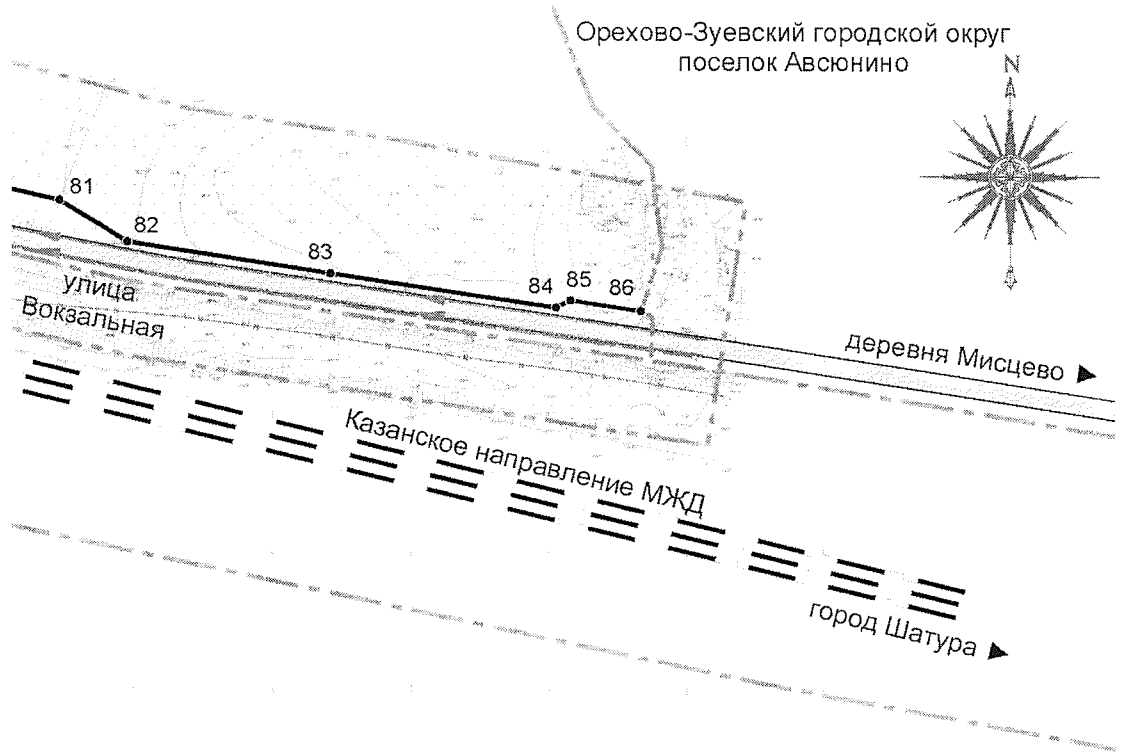 Орехово-Зуевский городской округ
поселок Авсюнино
N
81
82
83
84
85
86
улица
Вокзальная
деревня Мисцево
Казанское направление МЖД
город Шатура